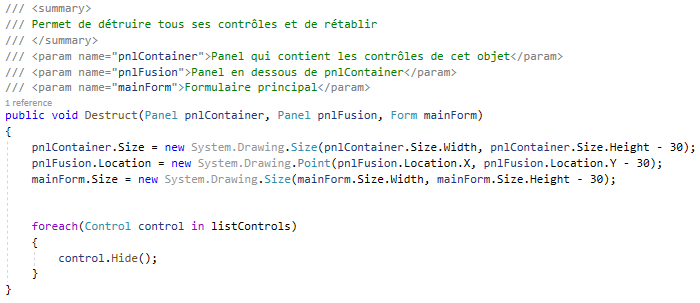 /// <summary>
/// Permet de détruire tous ses contrôles et de rétablir
/// </summary>
/// <param name="pnlContainer">Panel qui contient les contrôles de cet objet</param>
/// <param name="pnlFusion">Panel en dessous de pnlContainer</param>
/// <param name="mainForm">Formulaire principal</param>
1 reference
public void Destruct(Panel pnlContainer, Panel pnlFusion, Form mainForm)
{
    pnlContainer.Size = new System.Drawing.Size(pnlContainer.Size.Width, pnlContainer.Size.Height - 30);
    pnlFusion.Location = new System.Drawing.Point(pnlFusion.Location.X, pnlFusion.Location.Y - 30);
    mainForm.Size = new System.Drawing.Size(mainForm.Size.Width, mainForm.Size.Height - 30);
    foreach(Control control in listControls)
    {
        control.Hide();
    }
}